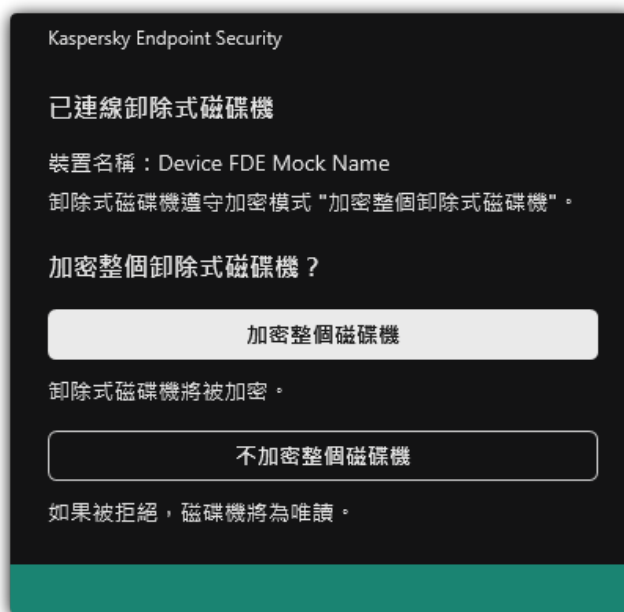 Kaspersky Endpoint Security
已連線卸除式磁碟機
裝置名稱：Device FDE Mock Name
卸除式磁碟機遵守加密模式 "加密整個卸除式磁碟機"。
加密整個卸除式磁碟機？
加密整個磁碟機
卸除式磁碟機將被加密。
不加密整個磁碟機
如果被拒絕，磁碟機將為唯讀。